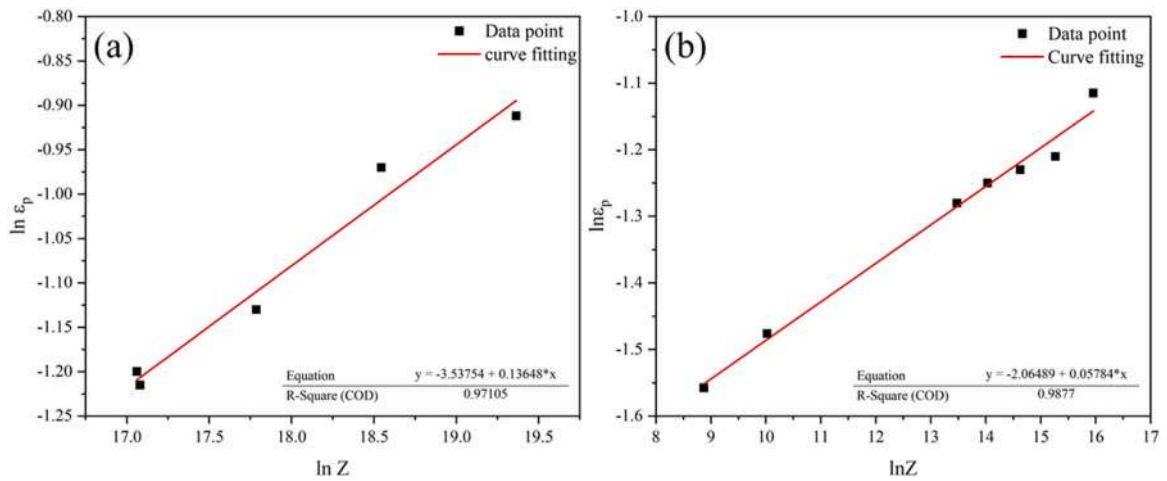 (a)
Data point
curve fitting
-0.80
-0.85
-0.90
-0.95
-1.00
-1.05
-1.10
-1.15
-1.20
-1.25
ln εp
Equation y = -3.53754 + 0.13648*x
R-Square (COD) 0.97105
17.0 17.5 18.0 18.5 19.0 19.5
ln Z
(b)
Data point
Curve fitting
-1.0
-1.1
-1.2
-1.3
-1.4
-1.5
-1.6
lnεp
Equation y = -2.06489 + 0.05784*x
R-Square (COD) 0.9877
8 9 10 11 12 13 14 15 16 17
lnZ